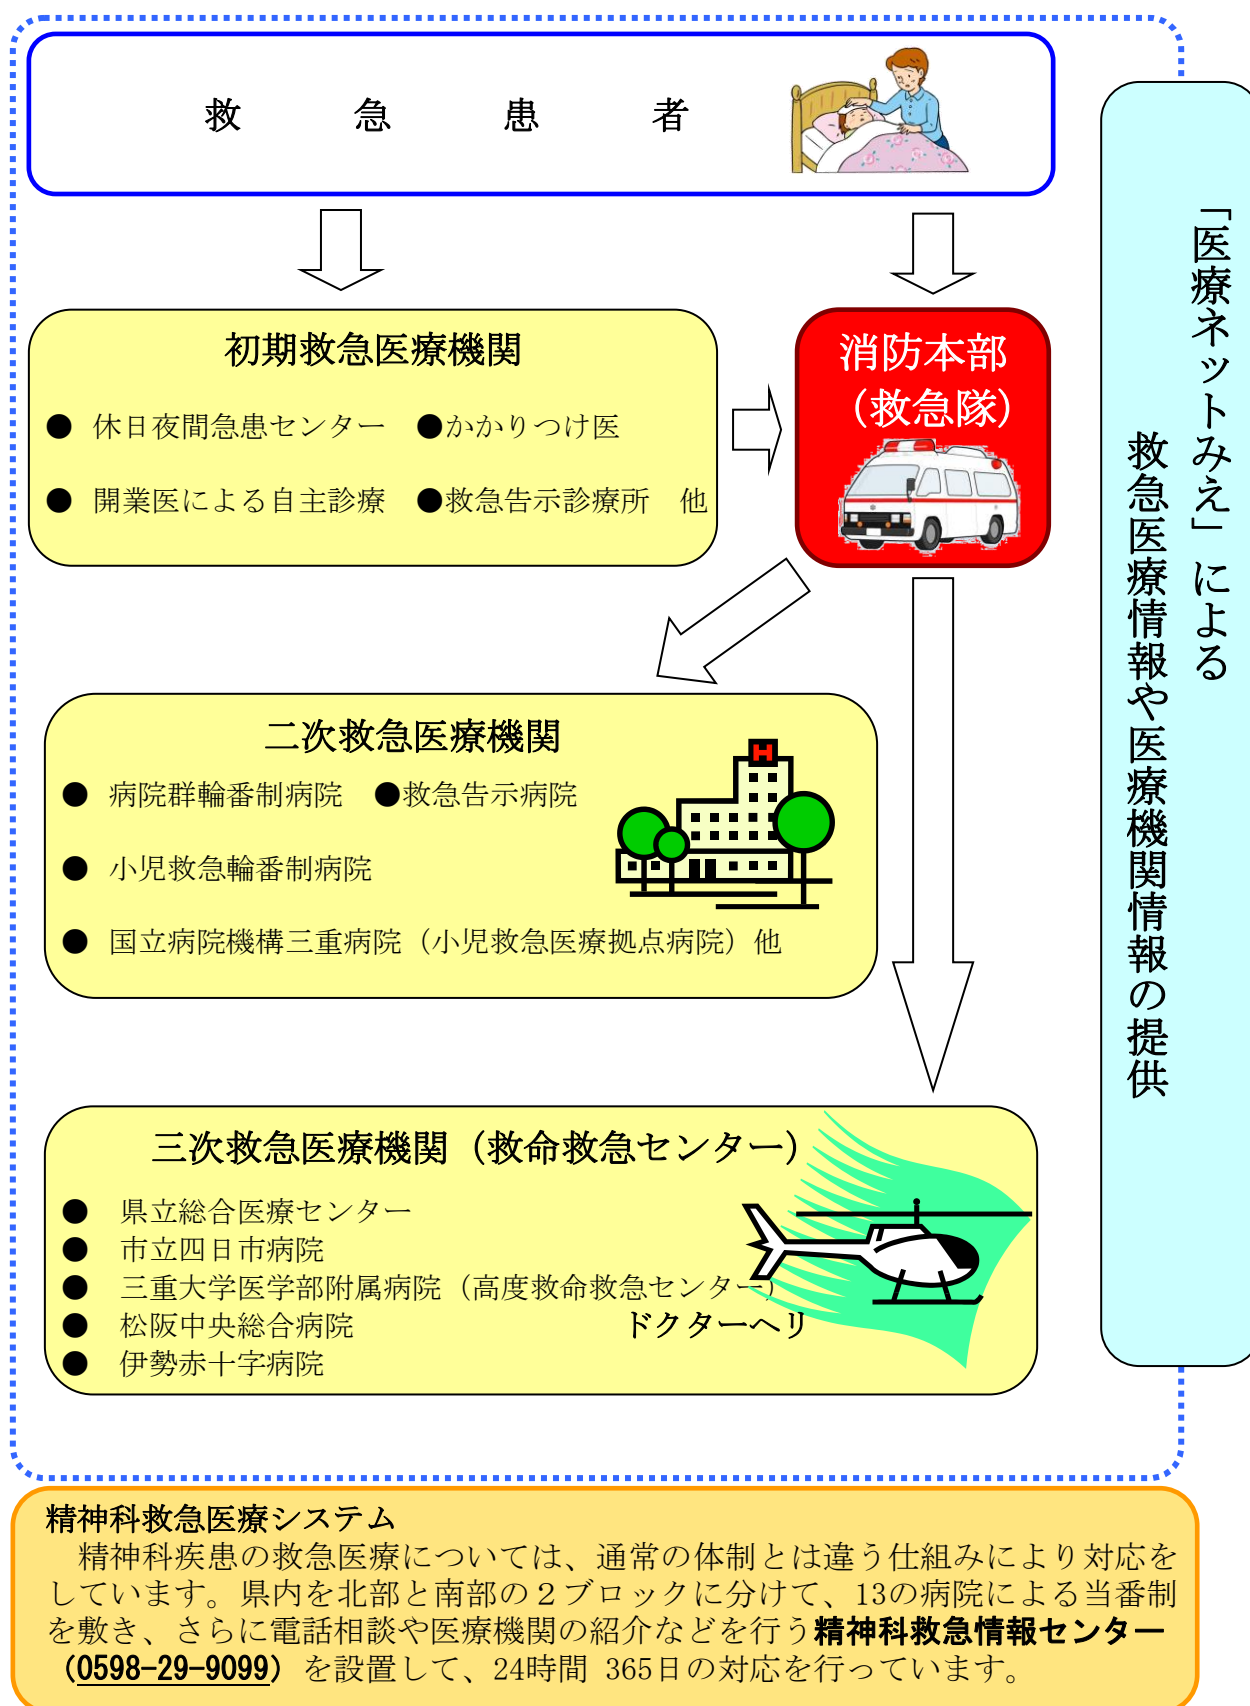 救急患者
初期救急医療機関
● 休日夜間急患センター ●かかりつけ医
● 開業医による自主診療 ●救急告示診療所 他
消防本部
（救急隊）
二次救急医療機関
● 病院群輪番制病院 ●救急告示病院
● 小児救急輪番制病院
● 国立病院機構三重病院（小児救急医療拠点病院）他
H
三次救急医療機関（救命救急センター）
● 県立総合医療センター
● 市立四日市病院
● 三重大学医学部附属病院（高度救命救急センター）
● 松阪中央総合病院
ドクターヘリ
● 伊勢赤十字病院
「医療ネットみえ」による
救急医療情報や医療機関情報の提供
精神科救急医療システム
精神科疾患の救急医療については、通常の体制とは違う仕組みにより対応を
しています。県内を北部と南部の２ブロックに分けて、13の病院による当番制
を敷き、さらに電話相談や医療機関の紹介などを行う精神科救急情報センター
（0598-29-9099）を設置して、24時間 365日の対応を行っています。